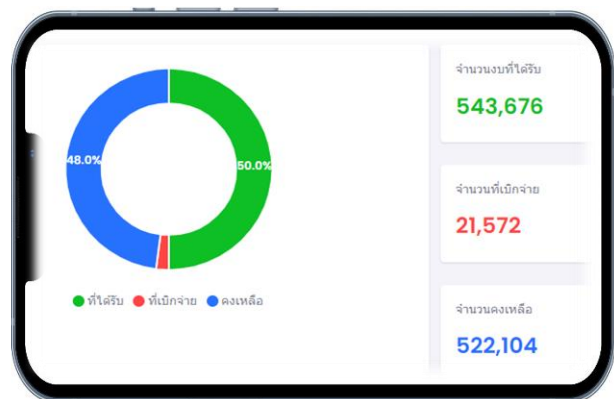 48.0%
50.0%
ที่ได้รับ ที่เบิกจ่าย คงเหลือ
จำนวนงบที่ได้รับ
543,676
จำนวนที่เบิกจ่าย
21,572
จำนวนคงเหลือ
522,104